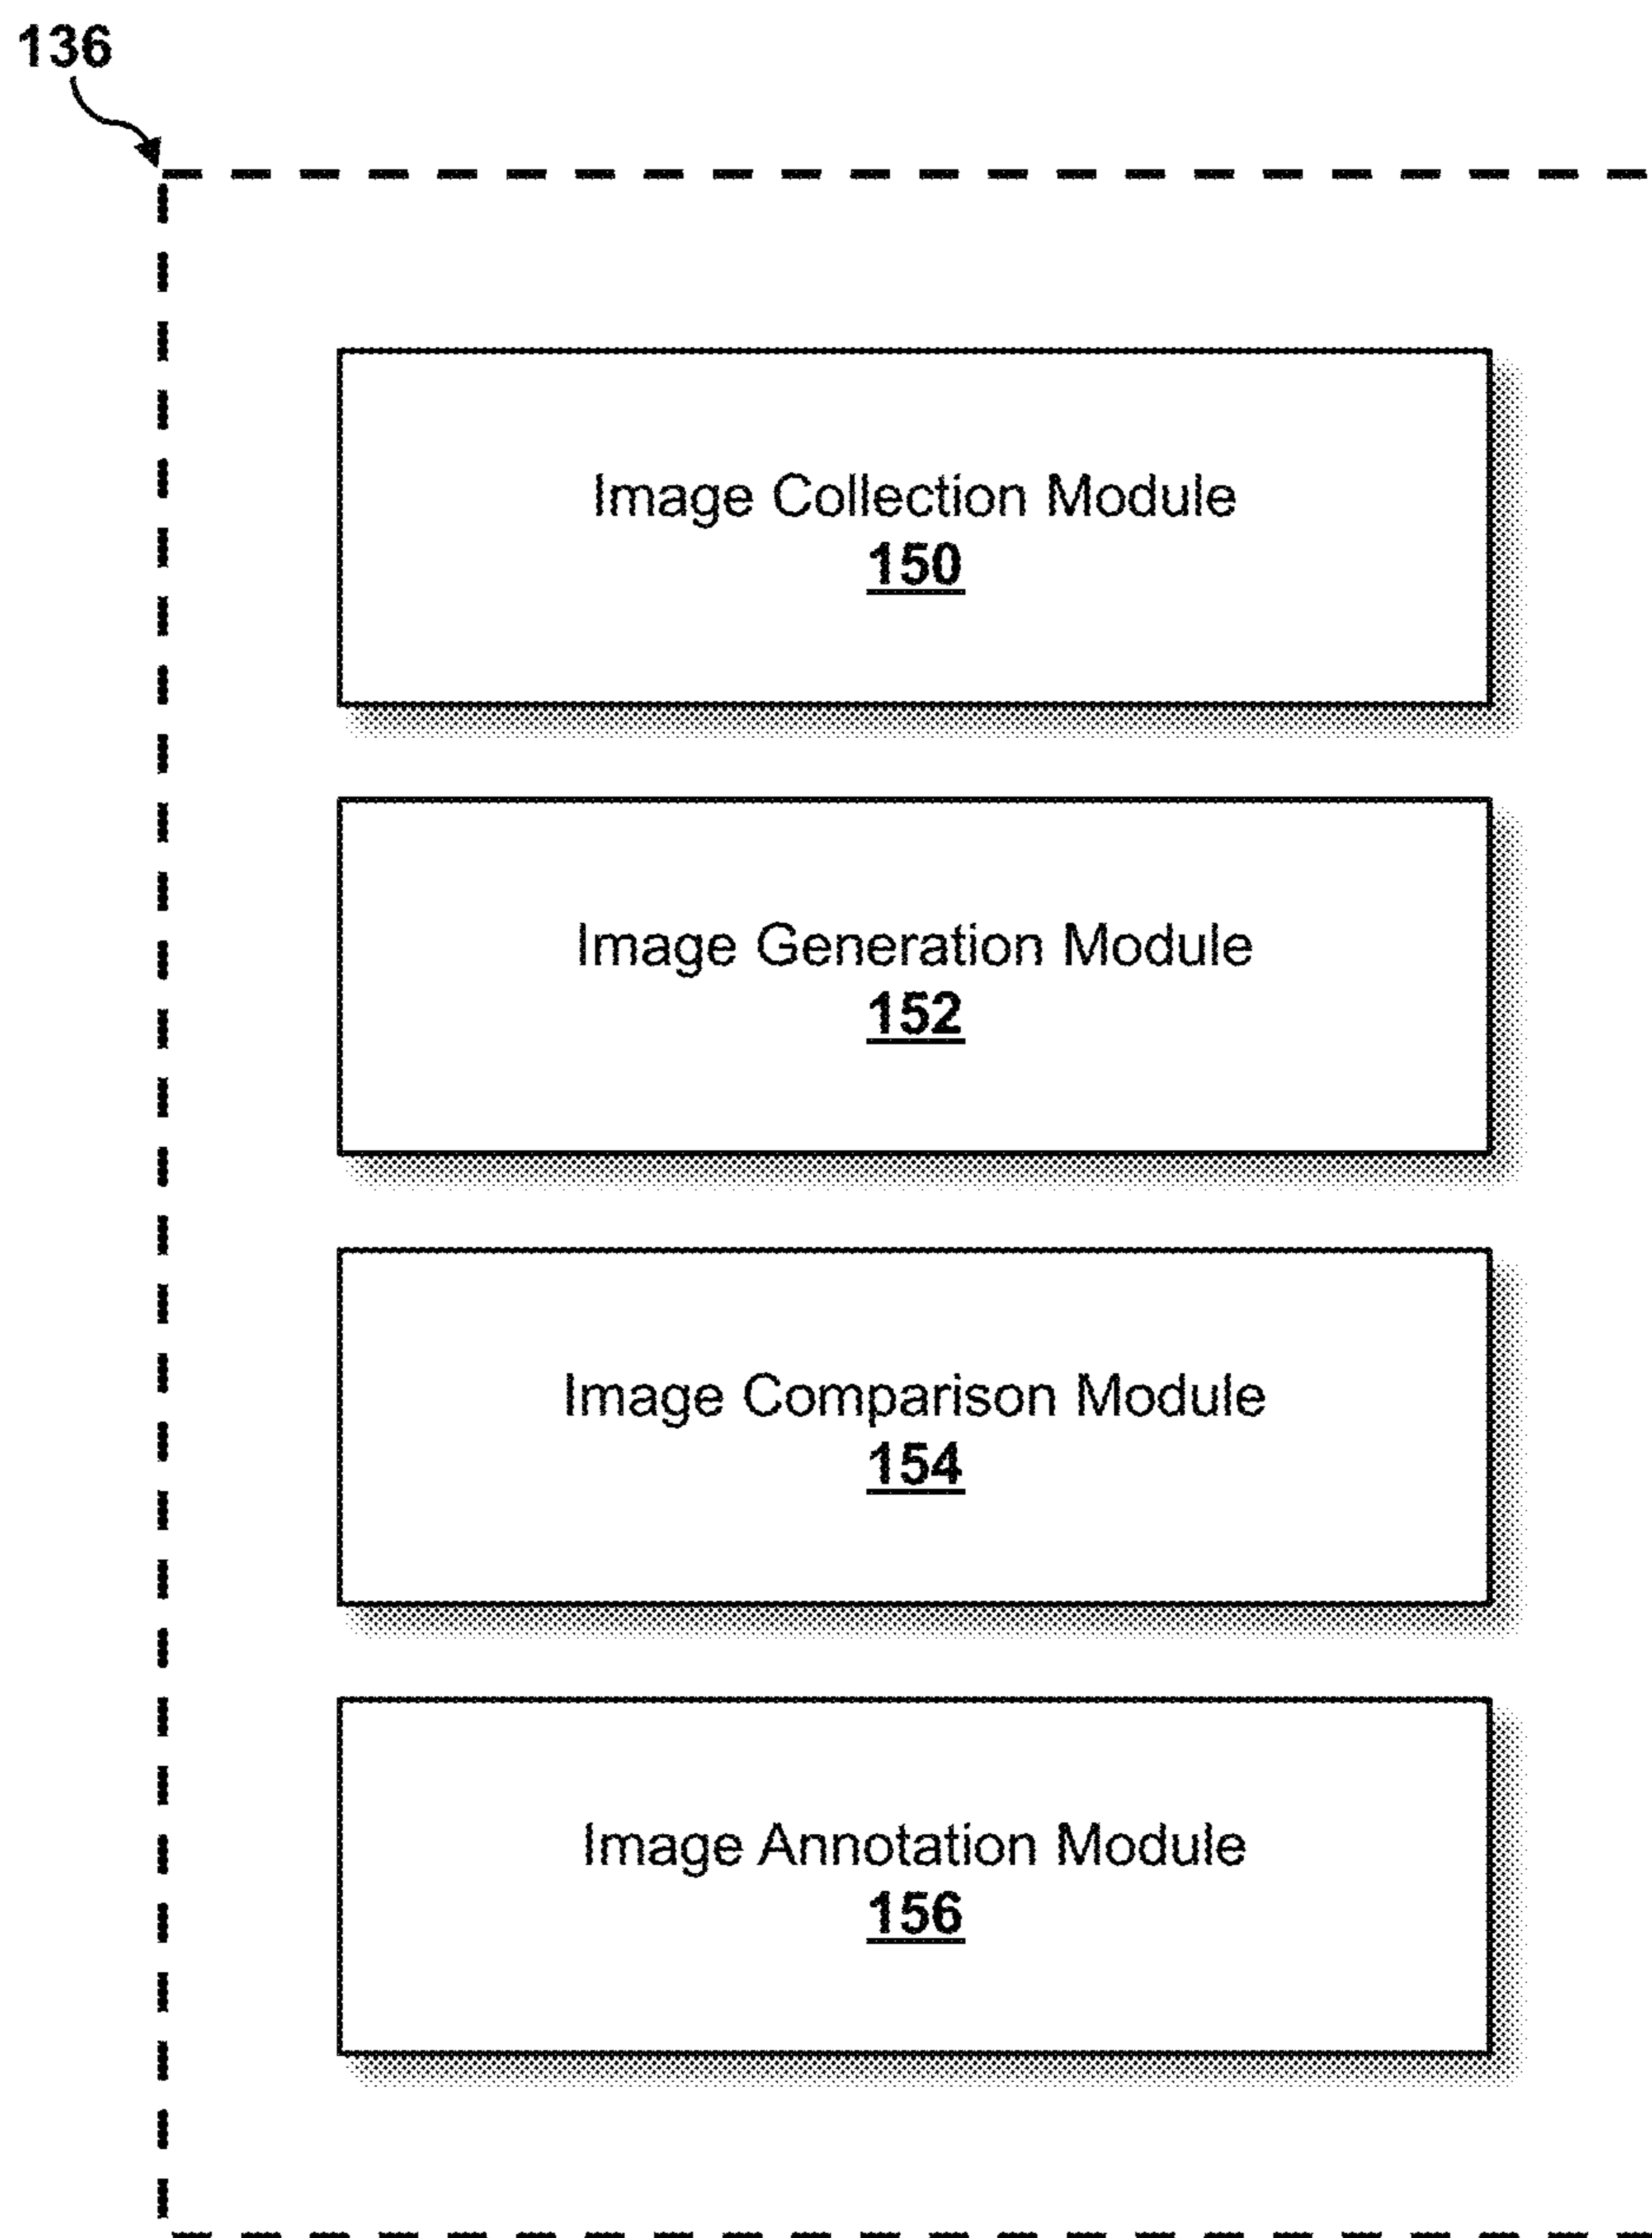 136
Image Collection Module
150
Image Generation Module
152
Image Comparison Module
154
Image Annotation Module
156